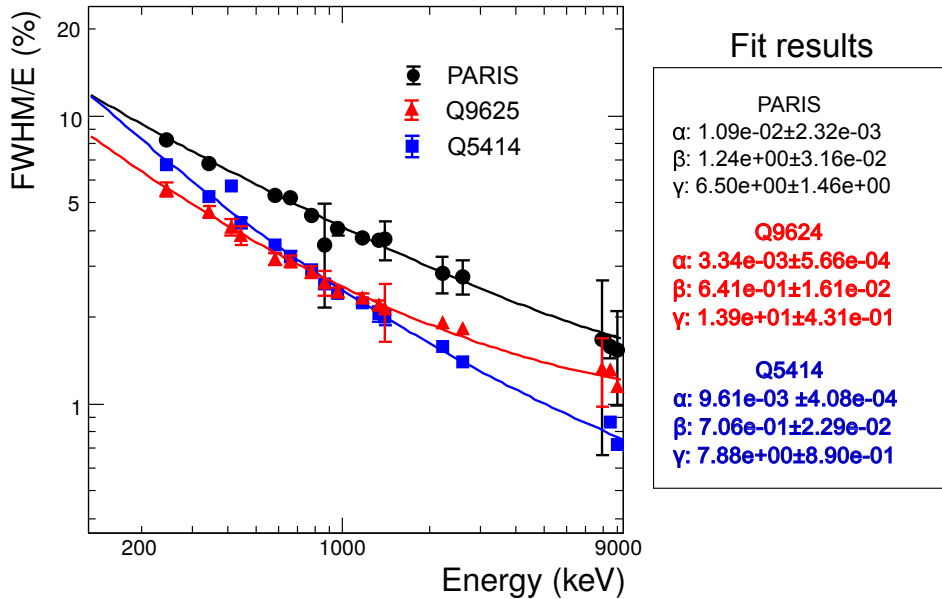 FWHM/E (%)
20
10
5
2
1
200
1000
9000
Energy (keV)
PARIS
Q9625
Q5414
Fit results
PARIS
α: 1.09e-02±2.32e-03
β: 1.24e+00±3.16e-02
γ: 6.50e+00±1.46e+00
Q9624
α: 3.34e-03±5.66e-04
β: 6.41e-01±1.61e-02
γ: 1.39e+01±4.31e-01
Q5414
α: 9.61e-03 ±4.08e-04
β: 7.06e-01±2.29e-02
γ: 7.88e+00±8.90e-01